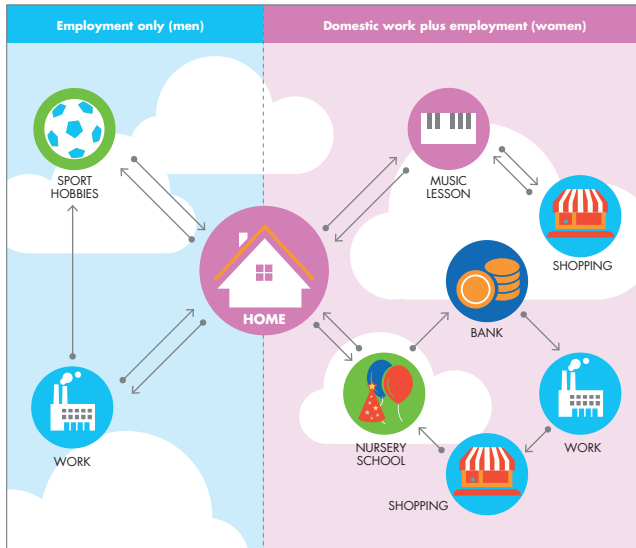 Employment only (men)
Domestic work plus employment (women)
SPORT
HOBBIES
MUSIC
LESSON
SHOPPING
HOME
BANK
WORK
NURSERY
SCHOOL
WORK
SHOPPING